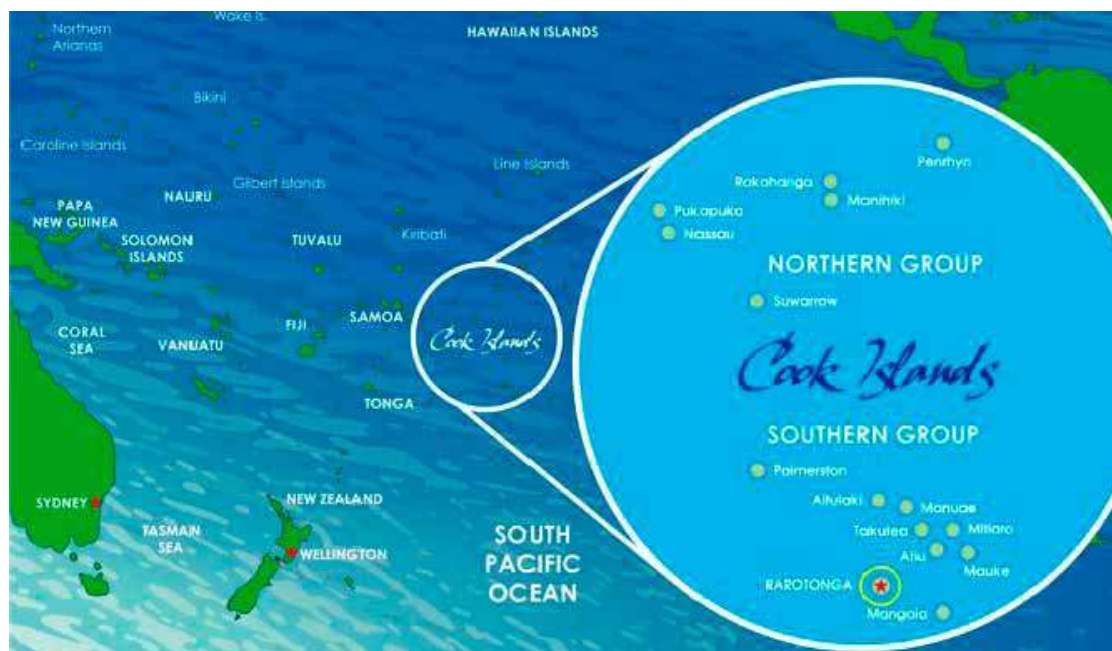 Wake Is.
Northern
Arianas
HAWAIIAN ISLANDS
Bikini
Caroline Islands
Line Islands
Gilbert Islands
NAURU
PAPA
NEW GUINEA
SOLOMON
ISLANDS
TUVALU
Kiribati
CORAL
SEA
VANUATU
FIJI
SAMOA
Cook Islands
TONGA
SYDNEY
TASMAIN
SEA
NEW ZEALAND
WELLINGTON
SOUTH
PACIFIC
OCEAN
Penrhyn
Rakahanga
Manihiki
Pukapuka
Nassau
NORTHERN GROUP
Suwarrow
Cook Islands
SOUTHERN GROUP
Palmerston
Aitutaki
Manuae
Takutea
Mitiaro
Atiu
Mauke
RAROTONGA
Mangaia